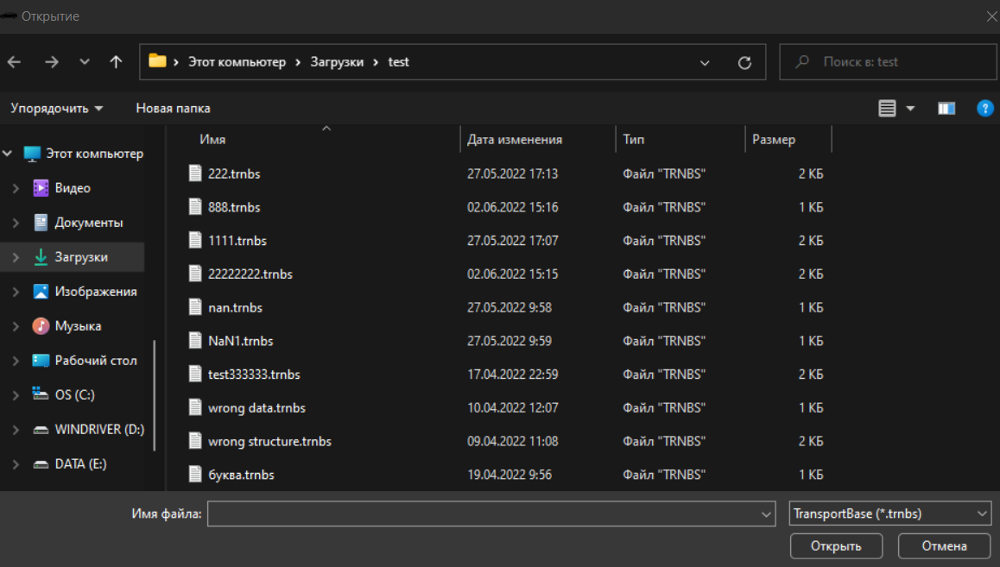 Открытие
Этот компьютер › Загрузки › test
Поиск в: test
Упорядочить Новая папка
Имя Дата изменения Тип Размер
Этот компьютер
Видео
Документы
Загрузки
Изображения
Музыка
Рабочий стол
OS (C:)
WINDRIVER (D:)
DATA (E:)
222.trnbs 27.05.2022 17:13 Файл "TRNBS" 2 КБ
888.trnbs 02.06.2022 15:16 Файл "TRNBS" 1 КБ
1111.trnbs 27.05.2022 17:07 Файл "TRNBS" 2 КБ
22222222.trnbs 02.06.2022 15:15 Файл "TRNBS" 2 КБ
nan.trnbs 27.05.2022 9:58 Файл "TRNBS" 1 КБ
NaN1.trnbs 27.05.2022 9:59 Файл "TRNBS" 1 КБ
test333333.trnbs 17.04.2022 22:59 Файл "TRNBS" 2 КБ
wrong data.trnbs 10.04.2022 12:07 Файл "TRNBS" 1 КБ
wrong structure.trnbs 09.04.2022 11:08 Файл "TRNBS" 2 КБ
буква.trnbs 19.04.2022 9:56 Файл "TRNBS" 1 КБ
Имя файла:
TransportBase (*.trnbs)
Открыть Отмена